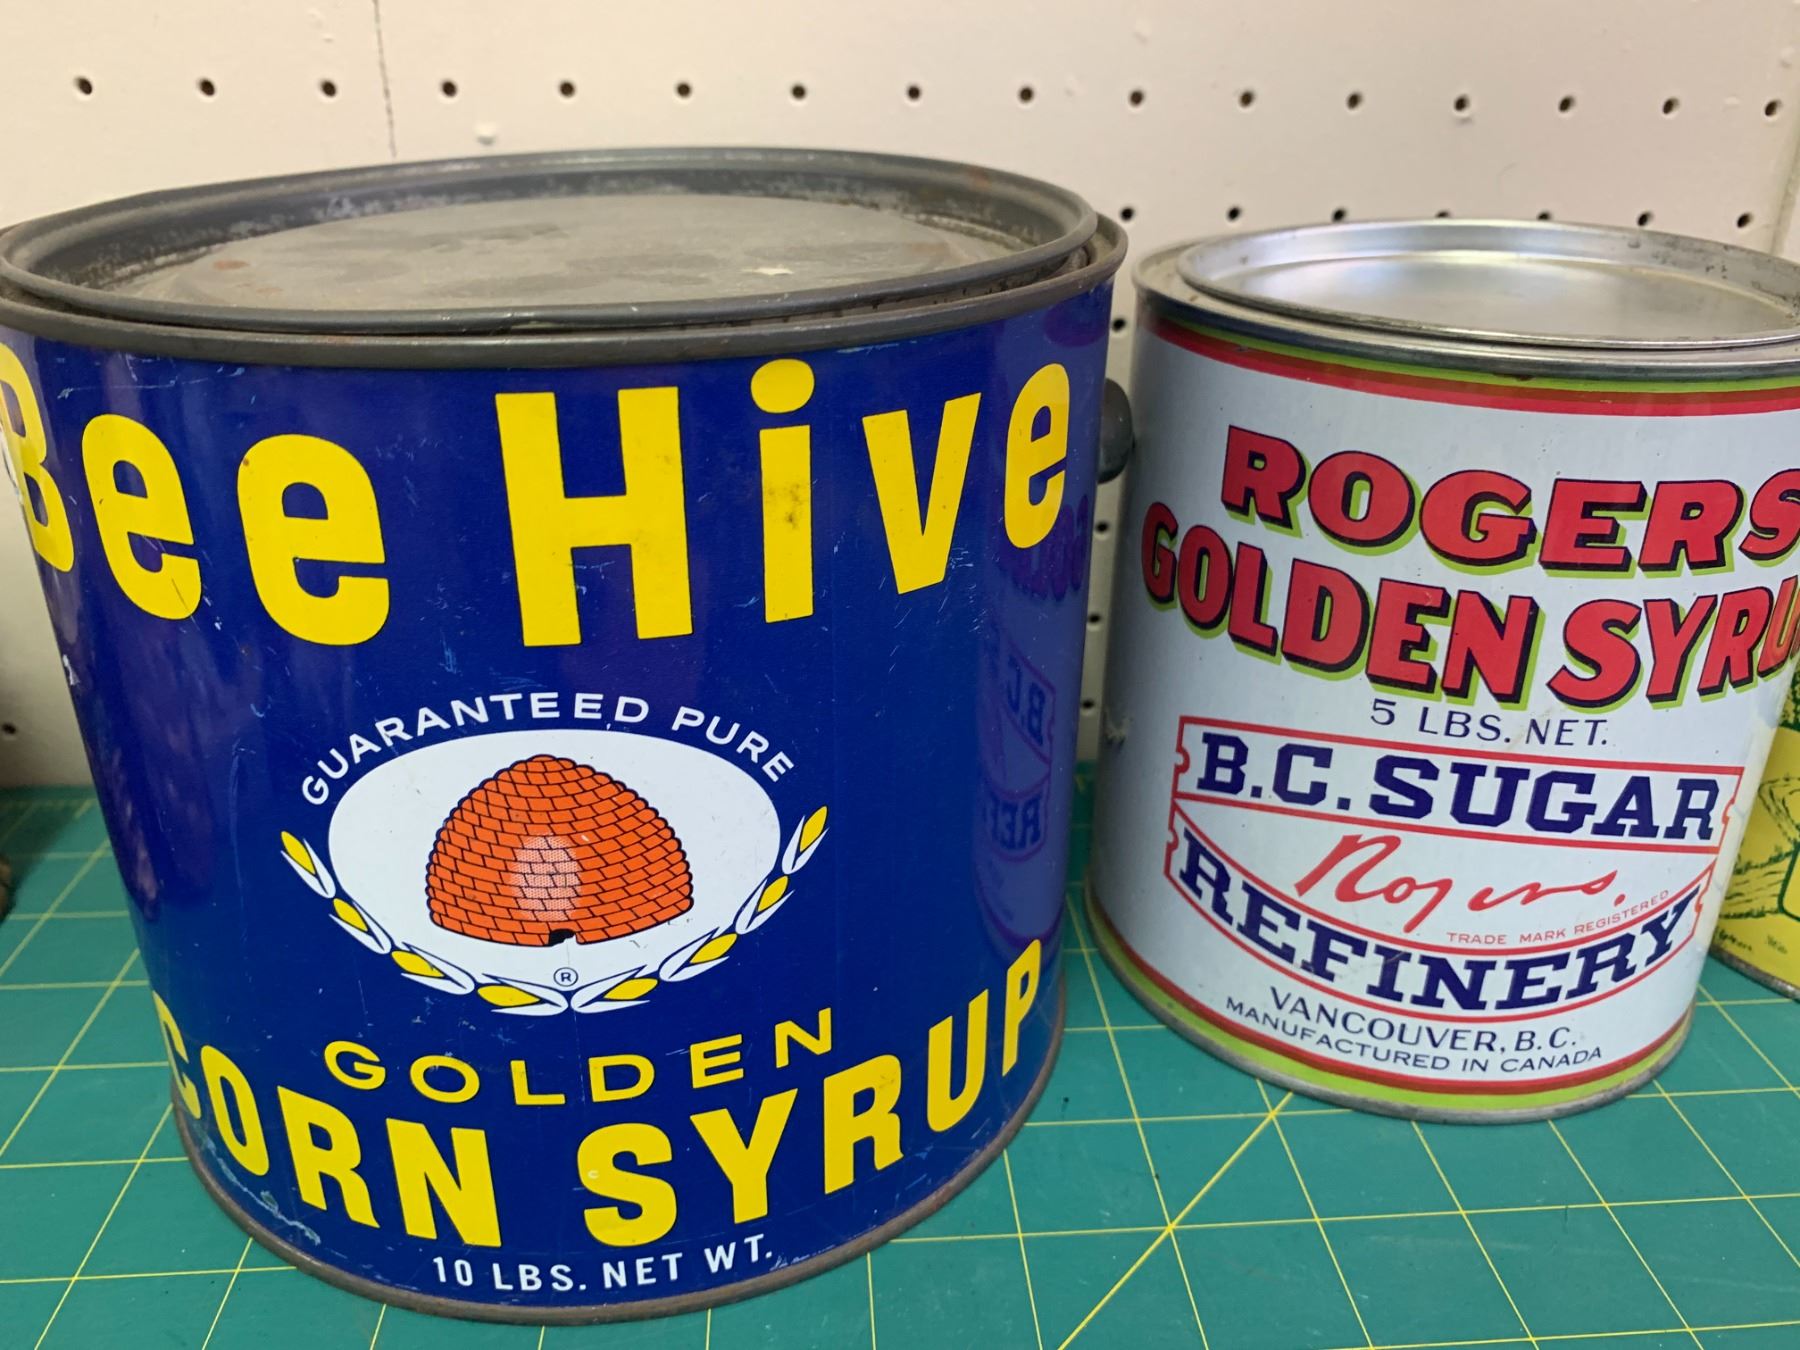 Bee Hive
GUARANTEED PURE
®
GOLDEN
CORN SYRUP
10 LBS. NET WT.
ROGERS
GOLDEN SYRUP
5 LBS. NET.
B.C. SUGAR
Rogers
TRADE MARK REGISTERED
REFINERY
VANCOUVER, B.C.
MANUFACTURED IN CANADA